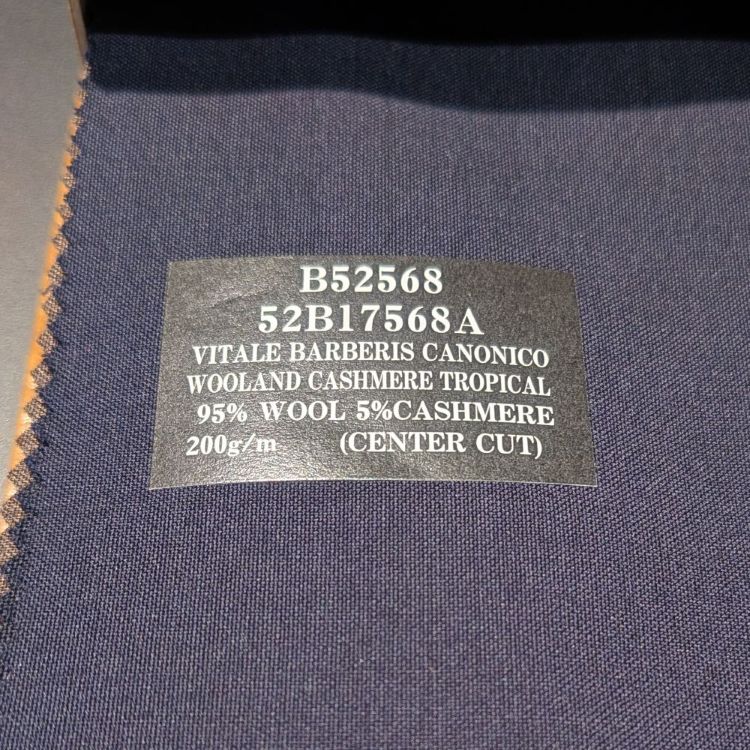 B52568
52B17568A
VITALE BARBERIS CANONICO
WOOLAND CASHMERE TROPICAL
95% WOOL 5%CASHMERE
200g/m (CENTER CUT)